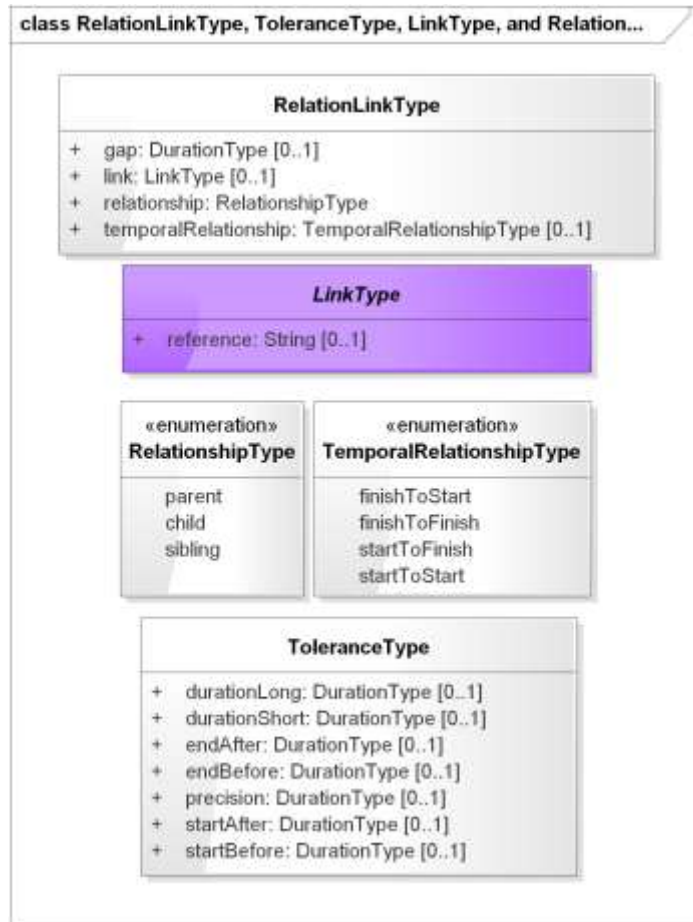 class RelationLinkType, ToleranceType, LinkType, and Relation...
RelationLinkType
+ gap: DurationType [0..1]
+ link: LinkType [0..1]
+ relationship: RelationshipType
+ temporalRelationship: TemporalRelationshipType [0..1]
LinkType
+ reference: String [0..1]
«enumeration»
RelationshipType
parent
child
sibling
«enumeration»
TemporalRelationshipType
finishToStart
finishToFinish
startToFinish
startToStart
ToleranceType
+ durationLong: DurationType [0..1]
+ durationShort: DurationType [0..1]
+ endAfter: DurationType [0..1]
+ endBefore: DurationType [0..1]
+ precision: DurationType [0..1]
+ startAfter: DurationType [0..1]
+ startBefore: DurationType [0..1]